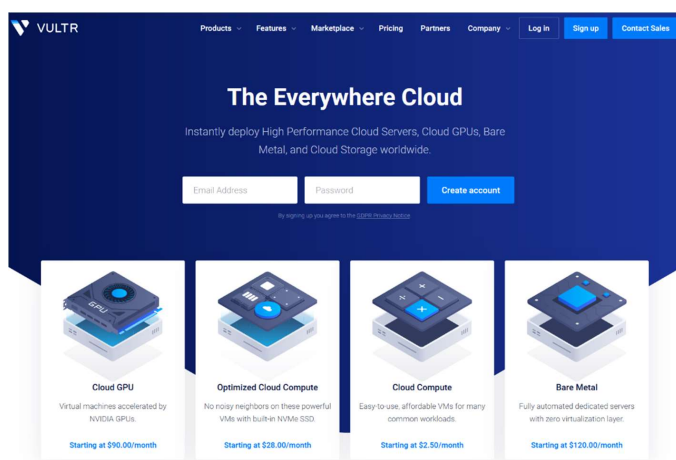 VULTR
Products Features Marketplace Pricing Partners Company Log in Sign up Contact Sales
The Everywhere Cloud
Instantly deploy High Performance Cloud Servers, Cloud GPUs, Bare
Metal, and Cloud Storage worldwide.
Email Address Password Create account
By signing up you agree to the GDPR Privacy Notice
GPU
Cloud GPU
Virtual machines accelerated by
NVIDIA GPUs.
Starting at $90.00/month
Optimized Cloud Compute
No noisy neighbors on these powerful
VMs with built-in NVMe SSD.
Starting at $28.00/month
Cloud Compute
Easy-to-use, affordable VMs for many
common workloads.
Starting at $2.50/month
Bare Metal
Fully automated dedicated servers
with zero virtualization layer.
Starting at $120.00/month